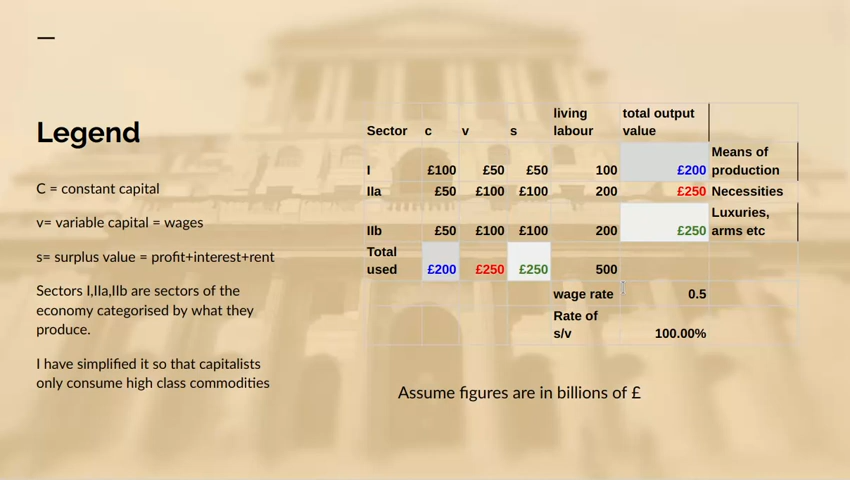 Legend
C = constant capital
v= variable capital = wages
s= surplus value = profit+interest+rent
Sectors I,IIa,IIb are sectors of the
economy categorised by what they
produce.
I have simplified it so that capitalists
only consume high class commodities
living total output
Sector c v s labour value
Means of
I £100 £50 £50 100 £200 production
IIa £50 £100 £100 200 £250 Necessities
Luxuries,
IIb £50 £100 £100 200 £250 arms etc
Total
used £200 £250 £250 500
wage rate 0.5
Rate of
s/v 100.00%
Assume figures are in billions of £